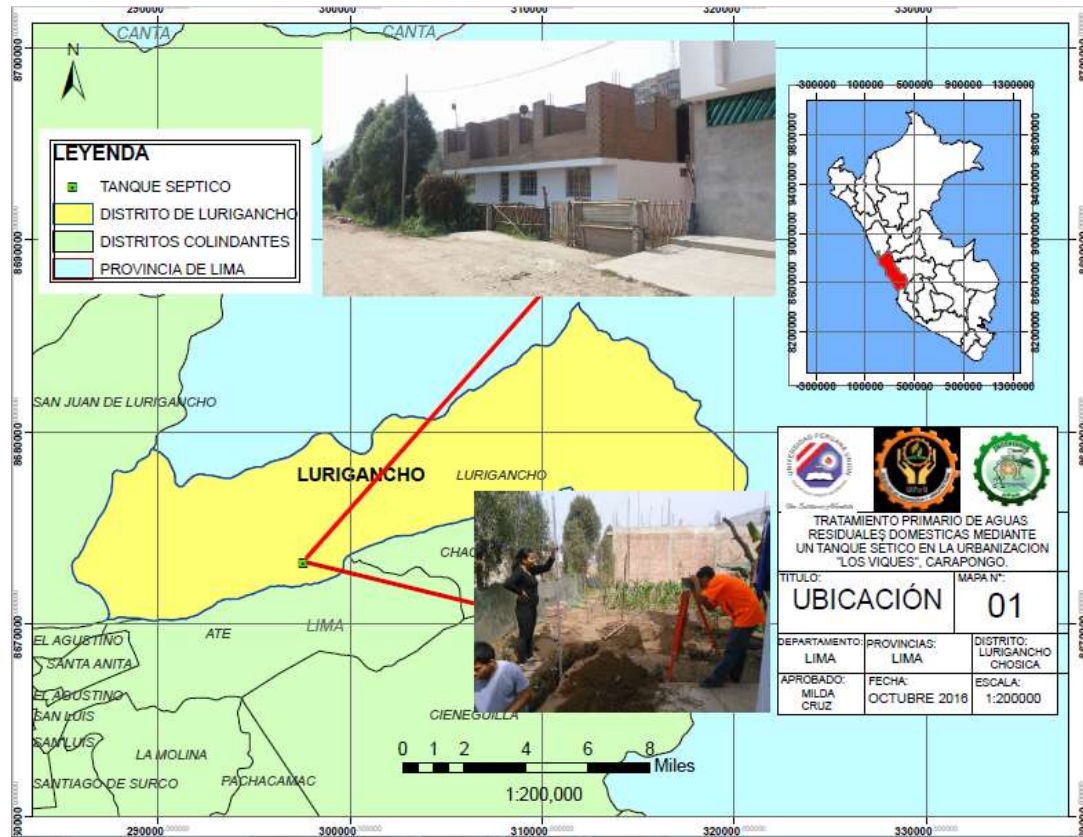 290000 300000 310000 320000 330000
CANTA CANTA
8700000
N
LEYENDA
TANQUE SEPTICO
DISTRITO DE LURIGANCHO
DISTRITOS COLINDANTES
PROVINCIA DE LIMA
-300000 100000 500000 900000 1300000
-300000 100000 500000 900000 1300000
SAN JUAN DE LURIGANCHO
LURIGANCHO
LURIGANCHO
CHAC
ATE
LIMA
EL AGUSTINO
SANTA ANITA
EL AGUSTINO
SAN LUIS
SAN LUIS
LA MOLINA
SANTIAGO DE SURCO
PACHACAMAC
CIENEGUILLA
0 1 2 4 6 8
Miles
1:200,000
UNIVERSIDAD PERUANA UNION
TRATAMIENTO PRIMARIO DE AGUAS
RESIDUALES DOMESTICAS MEDIANTE
UN TANQUE SETICO EN LA URBANIZACION
"LOS VIQUES", CARAPONGO.
TITULO:
UBICACIÓN
MAPA N°:
01
DEPARTAMENTO:
LIMA
PROVINCIAS:
LIMA
DISTRITO:
LURIGANCHO
CHOSICA
APROBADO:
MILDA
CRUZ
FECHA:
OCTUBRE 2016
ESCALA:
1:200000
290000 300000 310000 320000 330000